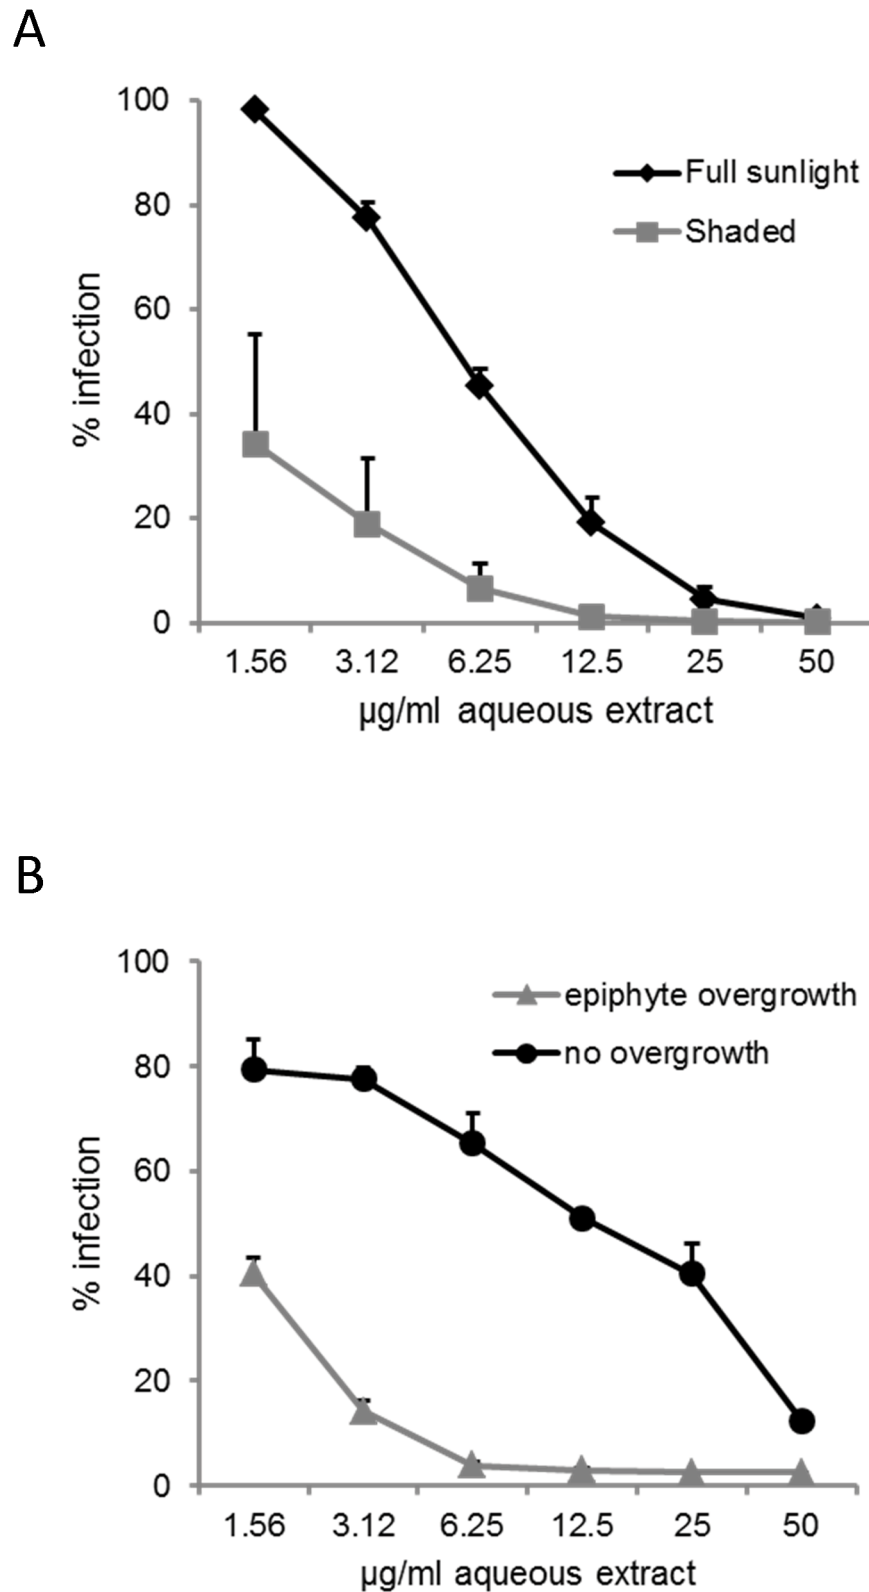 A
100
80
60
40
20
0
% infection
Full sunlight
Shaded
1.56 3.12 6.25 12.5 25 50
µg/ml aqueous extract
B
100
80
60
40
20
0
% infection
epiphyte overgrowth
no overgrowth
1.56 3.12 6.25 12.5 25 50
µg/ml aqueous extract